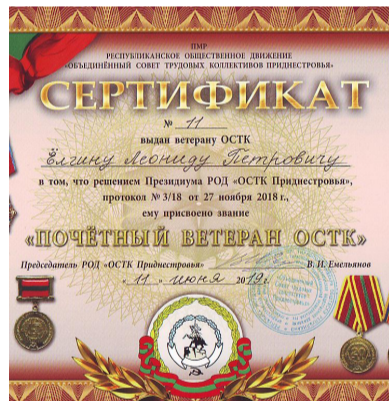 ПМР
РЕСПУБЛИКАНСКОЕ ОБЩЕСТВЕННОЕ ДВИЖЕНИЕ
«ОБЪЕДИНЁННЫЙ СОВЕТ ТРУДОВЫХ КОЛЛЕКТИВОВ ПРИДНЕСТРОВЬЯ»
СЕРТИФИКАТ
№ 11
выдан ветерану ОСТК
Ёлгину Леониду Петровичу
в том, что решением Президиума РОД «ОСТК Приднестровья»,
протокол № 3/18 от 27 ноября 2018 г.,
ему присвоено звание
«ПОЧЁТНЫЙ ВЕТЕРАН ОСТК»
Председатель РОД «ОСТК Приднестровья» В. И. Емельянов
« 11 » июня 2019 г.